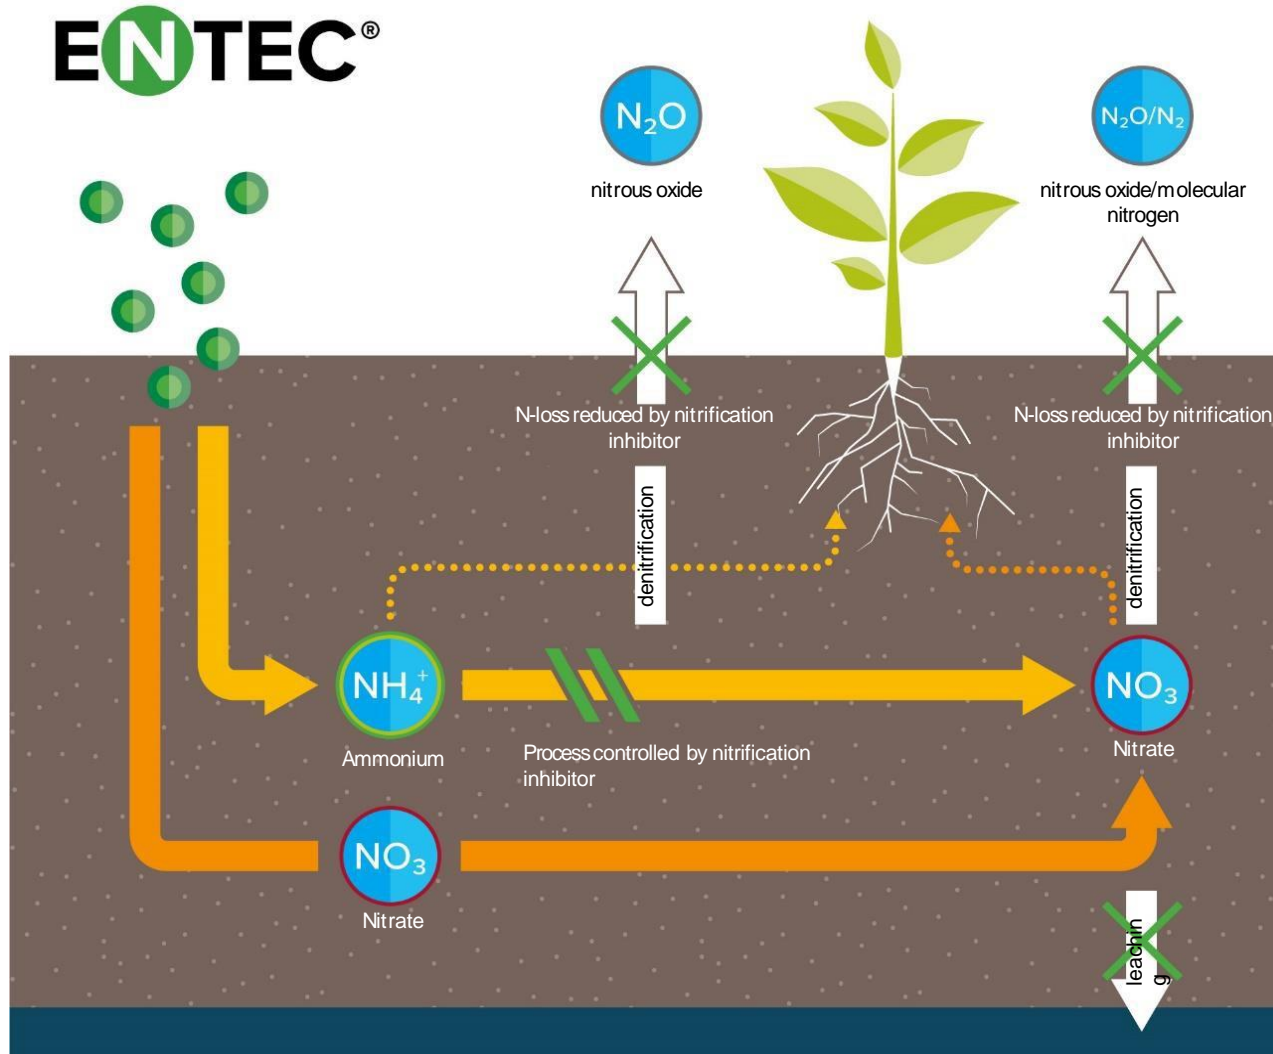 ENTEC®
N₂O
nitrous oxide
N₂O/N₂
nitrous oxide/molecular
nitrogen
N-loss reduced by nitrification
inhibitor
N-loss reduced by nitrification
inhibitor
denitrification
denitrification
NH₄⁺
Ammonium
Process controlled by nitrification
inhibitor
NO₃
Nitrate
NO₃
Nitrate
leachin
g